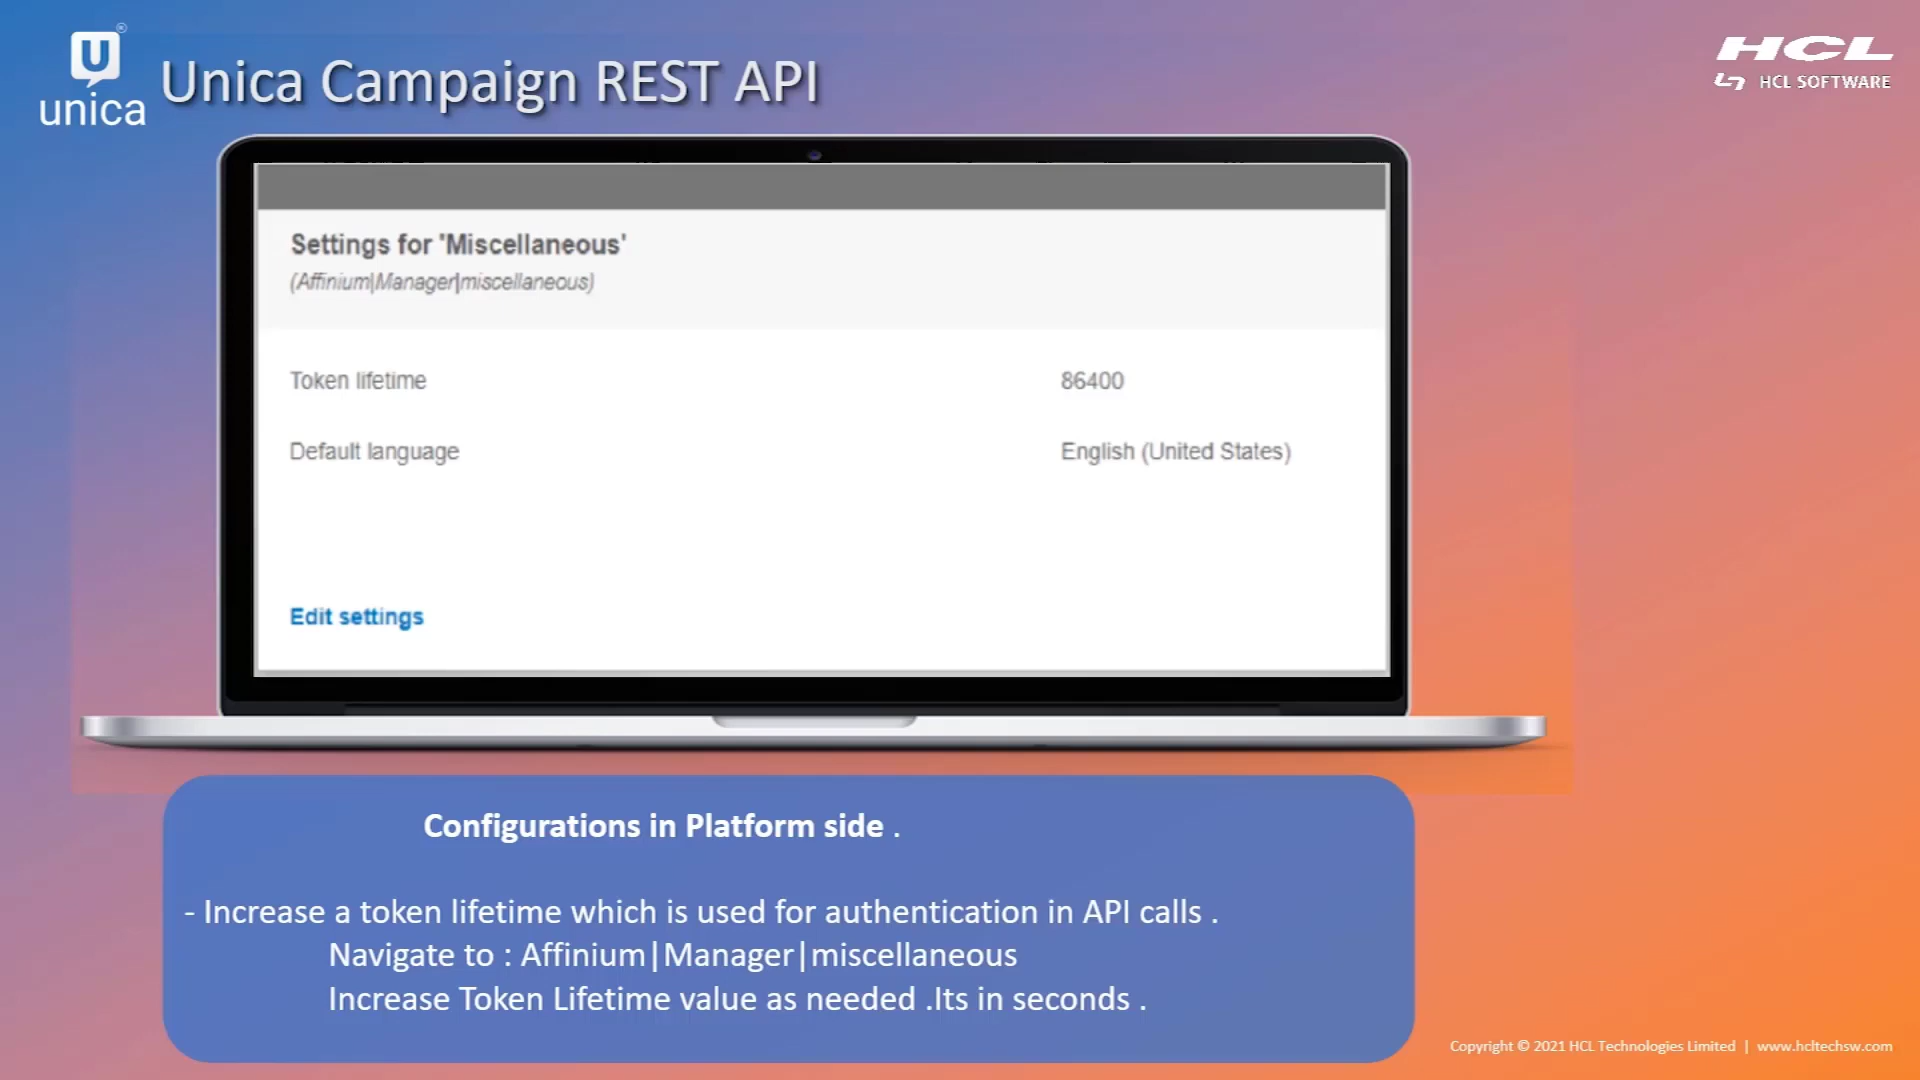 unica
Unica Campaign REST API
HCL
HCL SOFTWARE
Settings for 'Miscellaneous'
(Affinium|Manager|miscellaneous)
Token lifetime 86400
Default language English (United States)
Edit settings
Configurations in Platform side .
- Increase a token lifetime which is used for authentication in API calls .
Navigate to : Affinium|Manager|miscellaneous
Increase Token Lifetime value as needed .Its in seconds .
Copyright © 2021 HCL Technologies Limited | www.hcltechsw.com